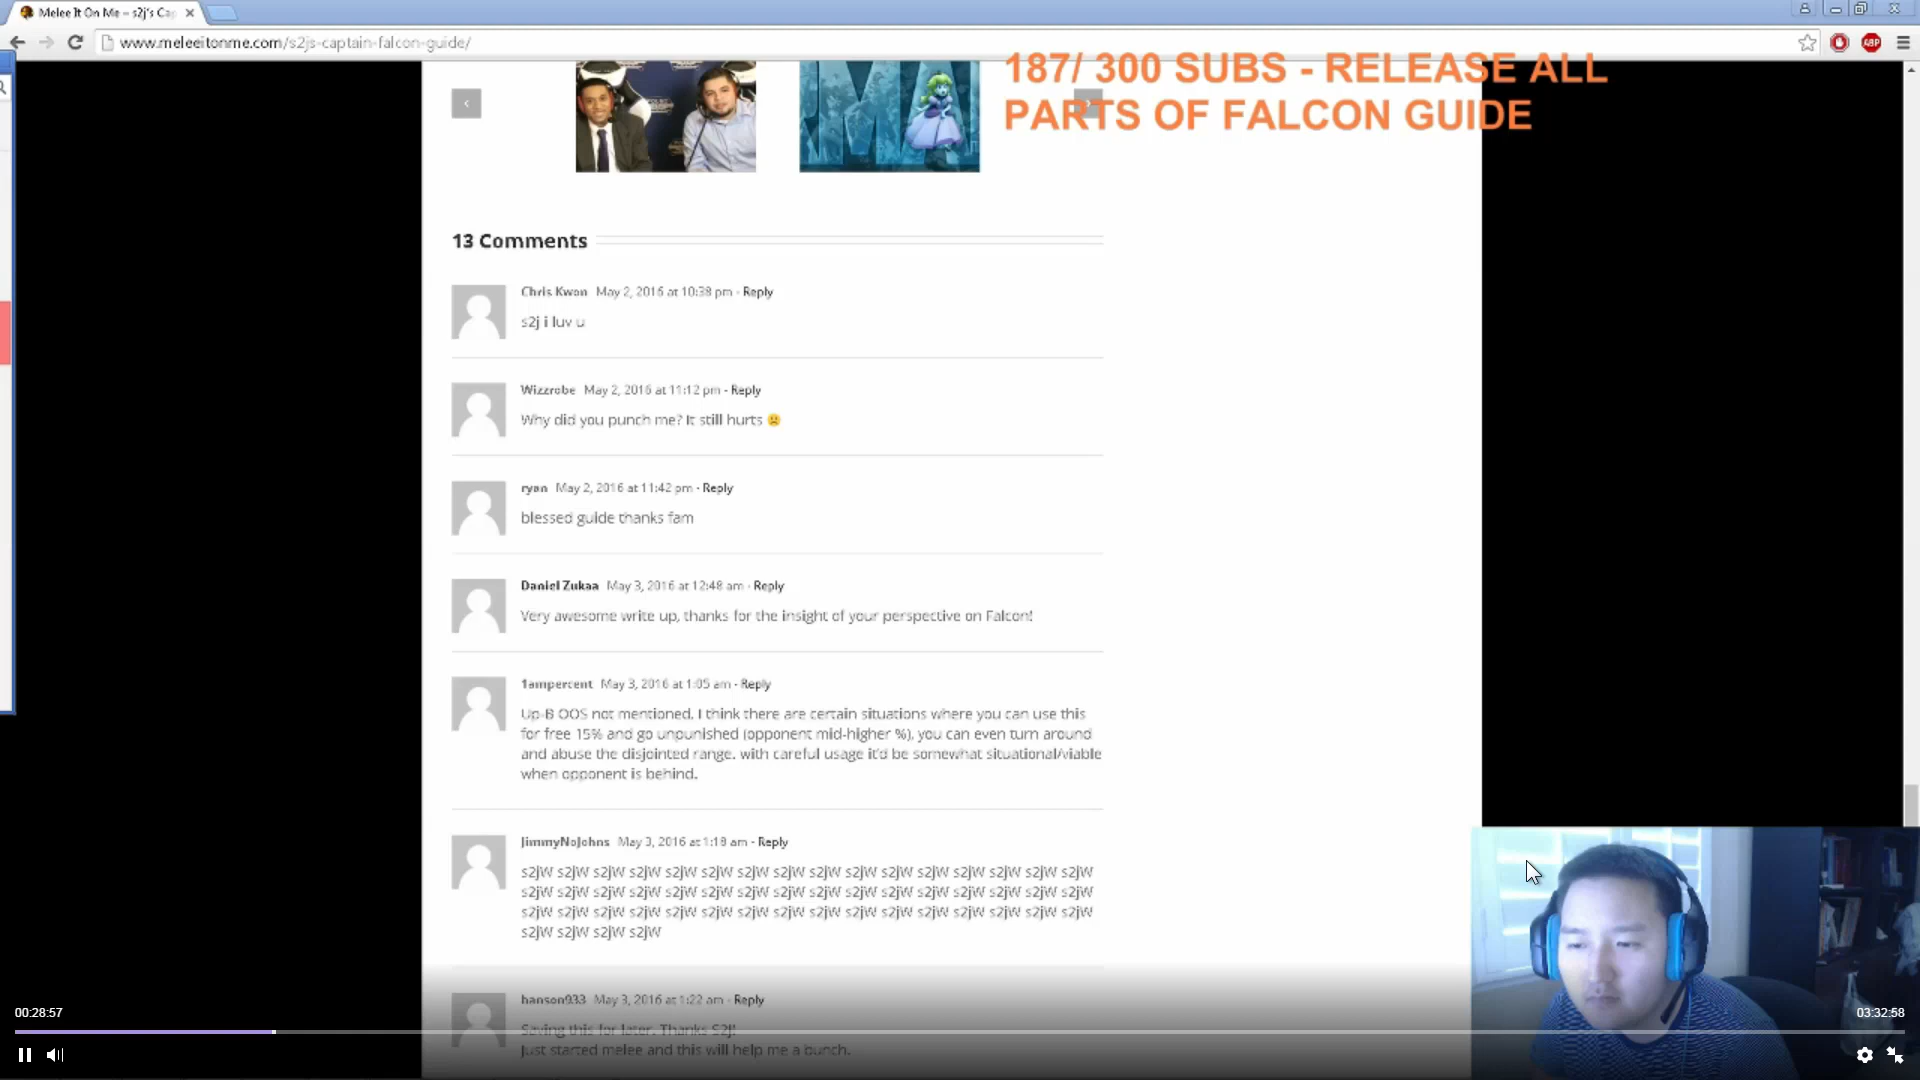 Melee It On Me – s2j's Ca
www.meleeitonme.com/s2js-captain-falcon-guide/
ABP
187/ 300 SUBS - RELEASE ALL
PARTS OF FALCON GUIDE
13 Comments
Chris Kwon May 2, 2016 at 10:38 pm - Reply
s2j i luv u
Wizzrobe May 2, 2016 at 11:12 pm - Reply
Why did you punch me? It still hurts 🙁
ryan May 2, 2016 at 11:42 pm - Reply
blessed guide thanks fam
Daniel Zukaa May 3, 2016 at 12:48 am - Reply
Very awesome write up, thanks for the insight of your perspective on Falcon!
1ampercent May 3, 2016 at 1:05 am - Reply
Up-B OOS not mentioned. I think there are certain situations where you can use this
for free 15% and go unpunished (opponent mid-higher %), you can even turn around
and abuse the disjointed range. with careful usage it'd be somewhat situational/viable
when opponent is behind.
JimmyNoJohns May 3, 2016 at 1:18 am - Reply
s2jW s2jW s2jW s2jW s2jW s2jW s2jW s2jW s2jW s2jW s2jW s2jW s2jW s2jW s2jW s2jW
s2jW s2jW s2jW s2jW s2jW s2jW s2jW s2jW s2jW s2jW s2jW s2jW s2jW s2jW s2jW s2jW
s2jW s2jW s2jW s2jW s2jW s2jW s2jW s2jW s2jW s2jW s2jW s2jW s2jW s2jW s2jW s2jW
s2jW s2jW s2jW s2jW
hanson933 May 3, 2016 at 1:22 am - Reply
Saving this for later. Thanks S2J!
Just started melee and this will help me a bunch.
00:28:57
03:32:58